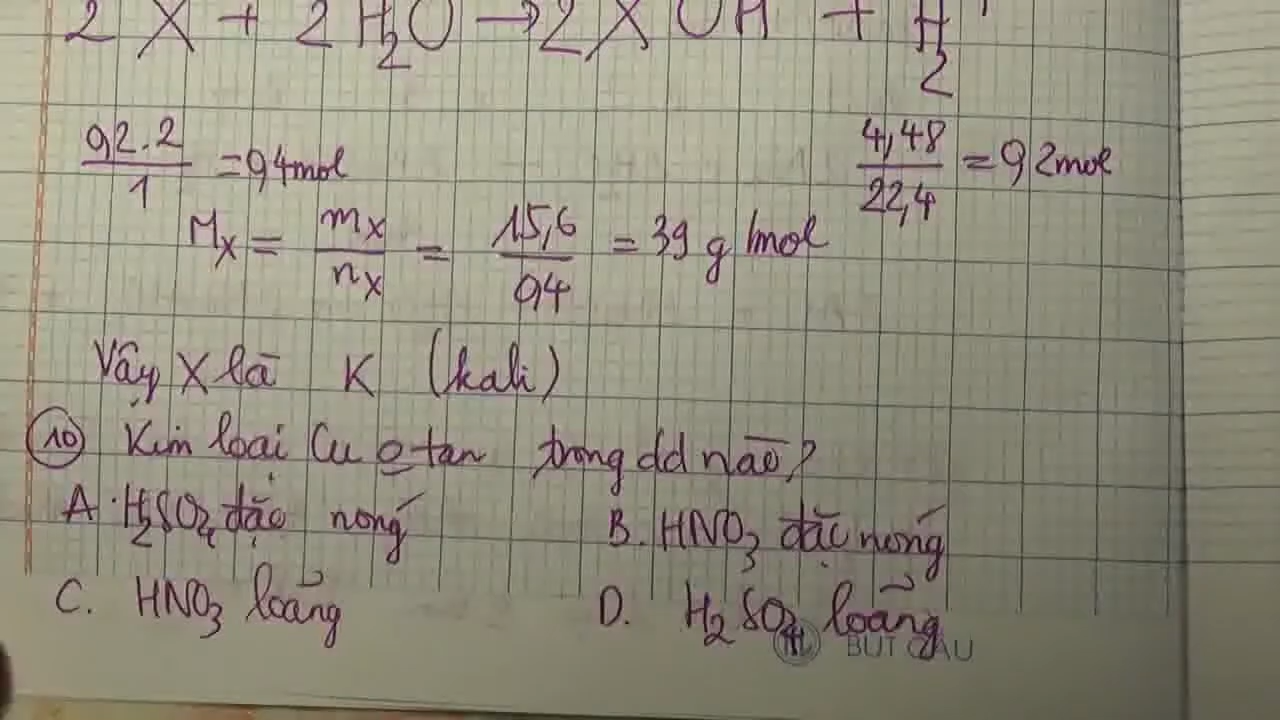 2X + 2H₂O → 2XOH + H₂ ↑
0,2.2/1 = 0,4mol 4,48/22,4 = 0,2mol
Mx = mx/nx = 15,6/0,4 = 39 g/mol
Vậy X là K (kali)
10 Kim loại Cu o tan trong dd nào?
A. H₂SO₄ đặc nóng B. HNO₃ đặc nóng
C. HNO₃ loãng D. H₂SO₄ loãng